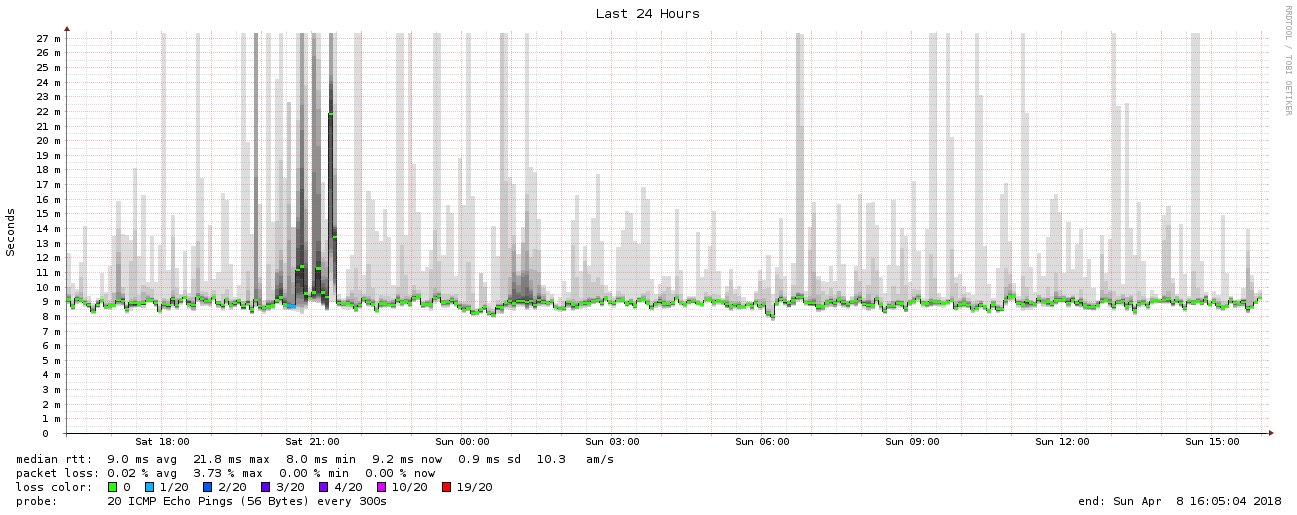 Last 24 Hours
RRDTOOL / TOBI OETIKER
Seconds
27 m
26 m
25 m
24 m
23 m
22 m
21 m
20 m
19 m
18 m
17 m
16 m
15 m
14 m
13 m
12 m
11 m
10 m
9 m
8 m
7 m
6 m
5 m
4 m
3 m
2 m
1 m
0
Sat 18:00 Sat 21:00 Sun 00:00 Sun 03:00 Sun 06:00 Sun 09:00 Sun 12:00 Sun 15:00
median rtt: 9.0 ms avg 21.8 ms max 8.0 ms min 9.2 ms now 0.9 ms sd 10.3 am/s
packet loss: 0.02 % avg 3.73 % max 0.00 % min 0.00 % now
loss color: 0 1/20 2/20 3/20 4/20 10/20 19/20
probe: 20 ICMP Echo Pings (56 Bytes) every 300s end: Sun Apr 8 16:05:04 2018